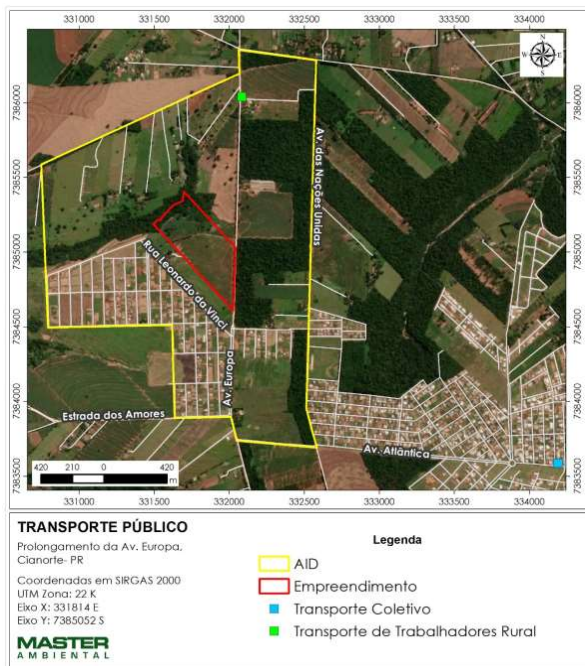 331000 331500 332000 332500 333000 333500 334000
N
W E
S
7386000 7386000
7385500 7385500
7385000 7385000
7384500 7384500
7384000 7384000
7383500 7383500
Av. das Nações Unidas
Rua Leonardo da Vinci
Av. Europa
Estrada dos Amores
Av. Atlântica
420 210 0 420
m
331000 331500 332000 332500 333000 333500 334000
TRANSPORTE PÚBLICO
Prolongamento da Av. Europa,
Cianorte- PR
Coordenadas em SIRGAS 2000
UTM Zona: 22 K
Eixo X: 331814 E
Eixo Y: 7385052 S
MASTER
AMBIENTAL
Legenda
AID
Empreendimento
Transporte Coletivo
Transporte de Trabalhadores Rural